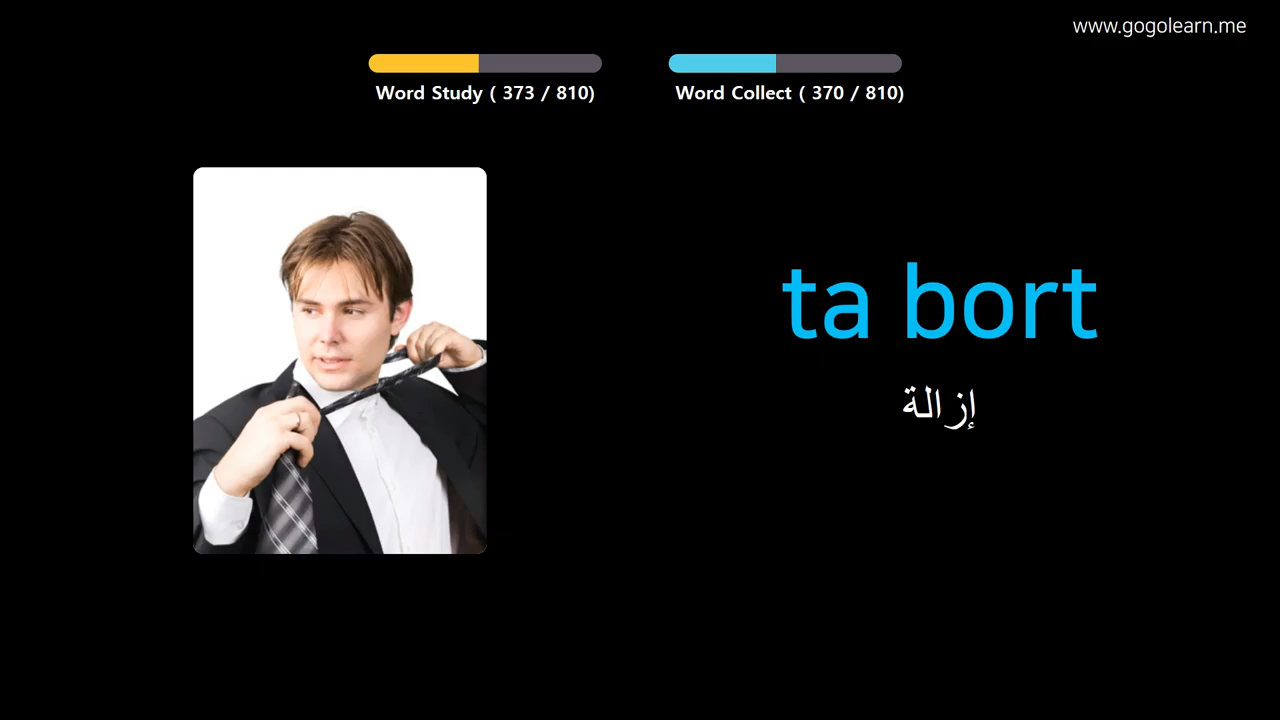 www.gogolearn.me
Word Study ( 373 / 810)
Word Collect ( 370 / 810)
ta bort
إزالة